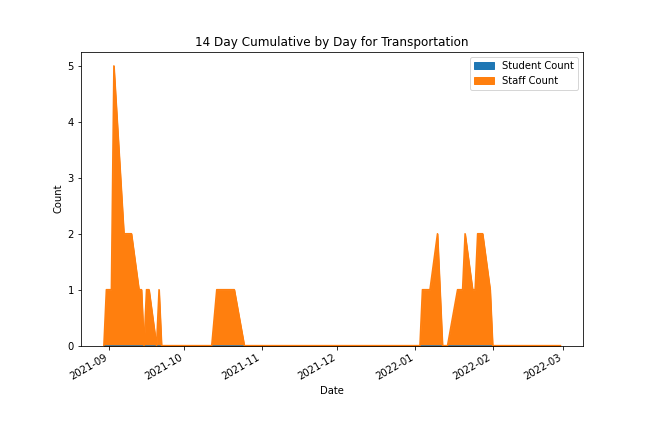 14 Day Cumulative by Day for Transportation
Student Count
Staff Count
5
4
3
2
1
0
Count
2021-09
2021-10
2021-11
2021-12
2022-01
2022-02
2022-03
Date